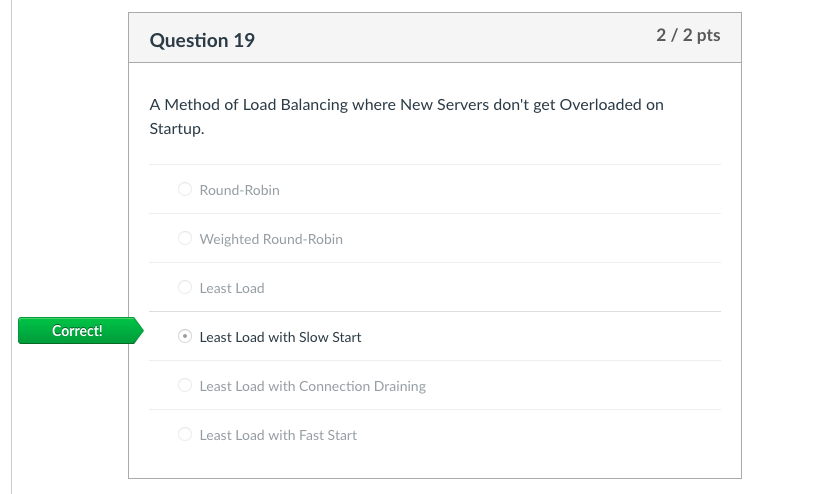 Question 19
2 / 2 pts
A Method of Load Balancing where New Servers don't get Overloaded on
Startup.
Round-Robin
Weighted Round-Robin
Least Load
Correct!
Least Load with Slow Start
Least Load with Connection Draining
Least Load with Fast Start